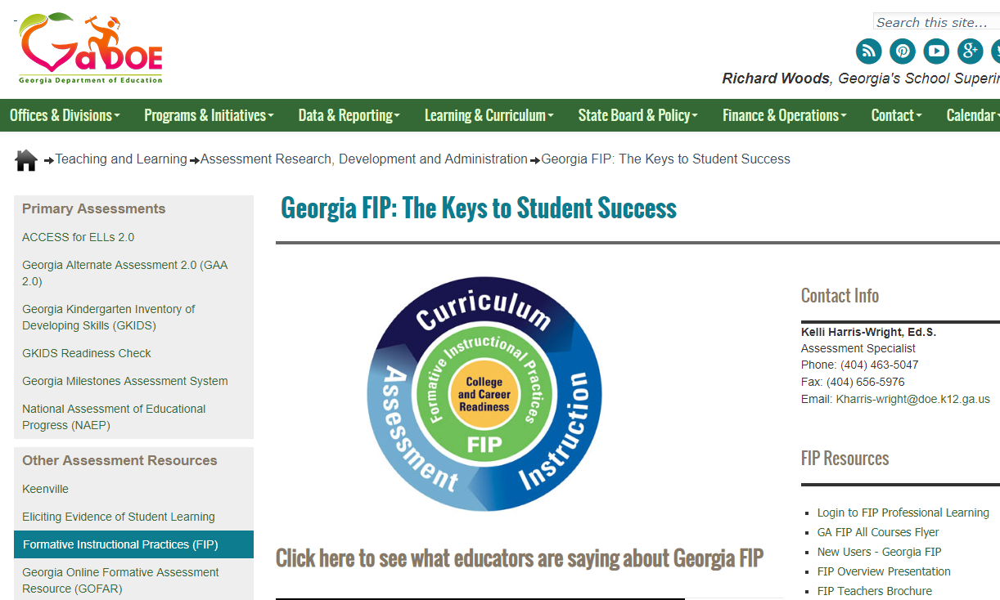 GaDOE
Georgia Department of Education
Search this site...
Richard Woods, Georgia's School
Offices & Divisions
Programs & Initiatives
Data & Reporting
Learning & Curriculum
State Board & Policy
Finance & Operations
Contact
Calendar
Teaching and Learning
Assessment Research, Development and Administration
Georgia FIP: The Keys to Student Success
Primary Assessments
ACCESS for ELLs 2.0
Georgia Alternate Assessment 2.0 (GAA
2.0)
Georgia Kindergarten Inventory of
Developing Skills (GKIDS)
GKIDS Readiness Check
Georgia Milestones Assessment System
National Assessment of Educational
Progress (NAEP)
Other Assessment Resources
Keenville
Eliciting Evidence of Student Learning
Formative Instructional Practices (FIP)
Georgia Online Formative Assessment
Resource (GOFAR)
Georgia FIP: The Keys to Student Success
Curriculum
Instruction
Assessment
Formative Instructional Practices
FIP
College
and Career
Readiness
Click here to see what educators are saying about Georgia FIP
Contact Info
Kelli Harris-Wright, Ed.S.
Assessment Specialist
Phone: (404) 463-5047
Fax: (404) 656-5976
Email: Kharris-wright@doe.k12.ga.us
FIP Resources
Login to FIP Professional Learning
GA FIP All Courses Flyer
New Users - Georgia FIP
FIP Overview Presentation
FIP Teachers Brochure